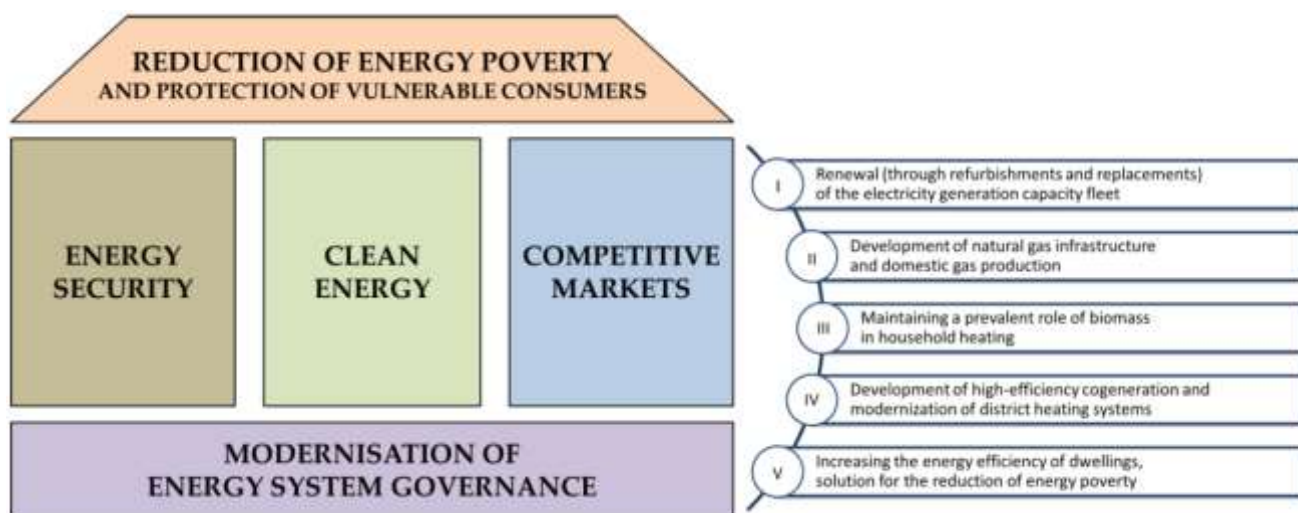 REDUCTION OF ENERGY POVERTY
AND PROTECTION OF VULNERABLE CONSUMERS
ENERGY
SECURITY
CLEAN
ENERGY
COMPETITIVE
MARKETS
MODERNISATION OF
ENERGY SYSTEM GOVERNANCE
I
Renewal (through refurbishments and replacements)
of the electricity generation capacity fleet
II
Development of natural gas infrastructure
and domestic gas production
III
Maintaining a prevalent role of biomass
in household heating
IV
Development of high-efficiency cogeneration and
modernization of district heating systems
V
Increasing the energy efficiency of dwellings,
solution for the reduction of energy poverty